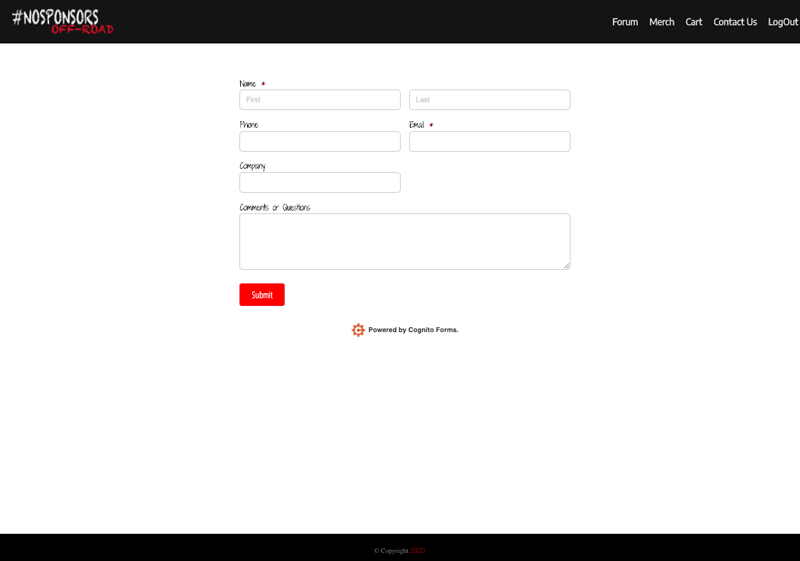 #NOSPONSORS
OFF-ROAD
Forum Merch Cart Contact Us LogOut
Name *
First Last
Phone Email *
Company
Comments or Questions
Submit
Powered by Cognito Forms.
© Copyright 2020